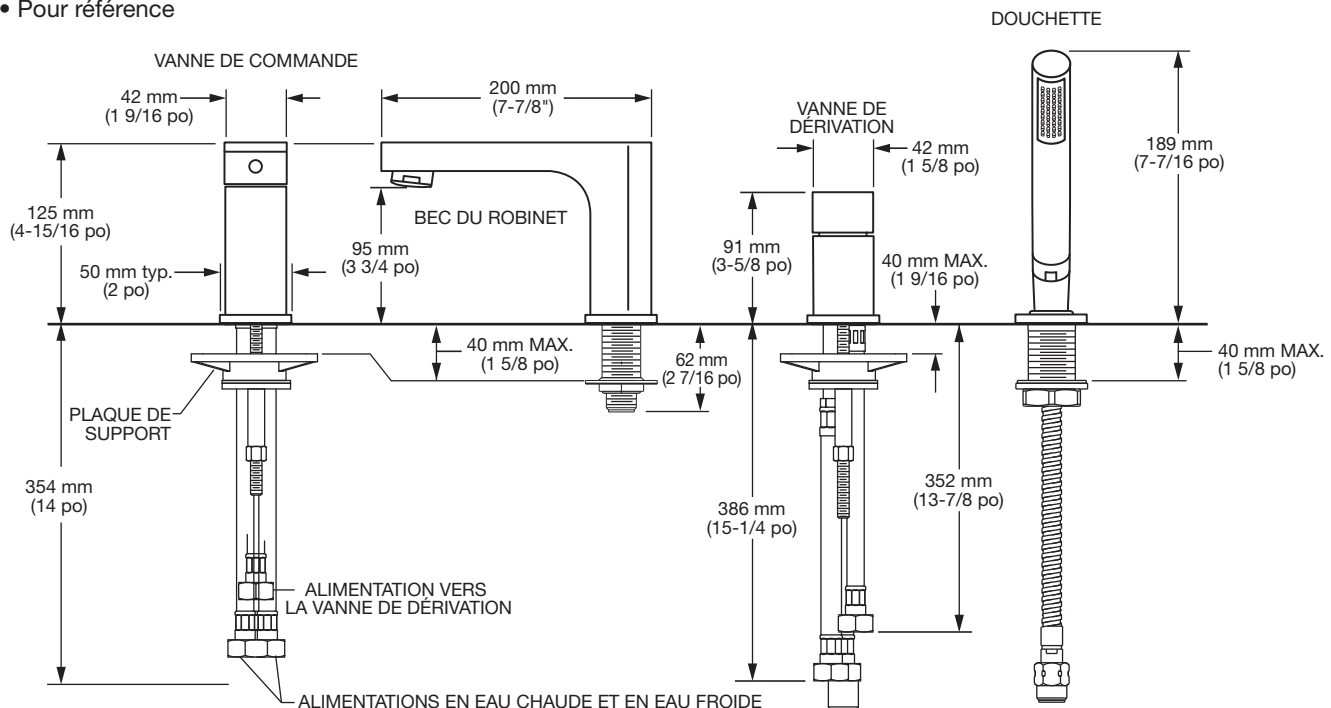 • Pour référence
DOUCHETTE
VANNE DE COMMANDE
42 mm
(1 9/16 po)
200 mm
(7-7/8")
VANNE DE
DÉRIVATION
42 mm
(1 5/8 po)
189 mm
(7-7/16 po)
125 mm
(4-15/16 po)
BEC DU ROBINET
95 mm
(3 3/4 po)
91 mm
(3-5/8 po)
40 mm MAX.
(1 9/16 po)
50 mm typ.
(2 po)
40 mm MAX.
(1 5/8 po)
62 mm
(2 7/16 po)
40 mm MAX.
(1 5/8 po)
PLAQUE DE
SUPPORT
354 mm
(14 po)
386 mm
(15-1/4 po)
352 mm
(13-7/8 po)
ALIMENTATION VERS
LA VANNE DE DÉRIVATION
ALIMENTATIONS EN EAU CHAUDE ET EN EAU FROIDE